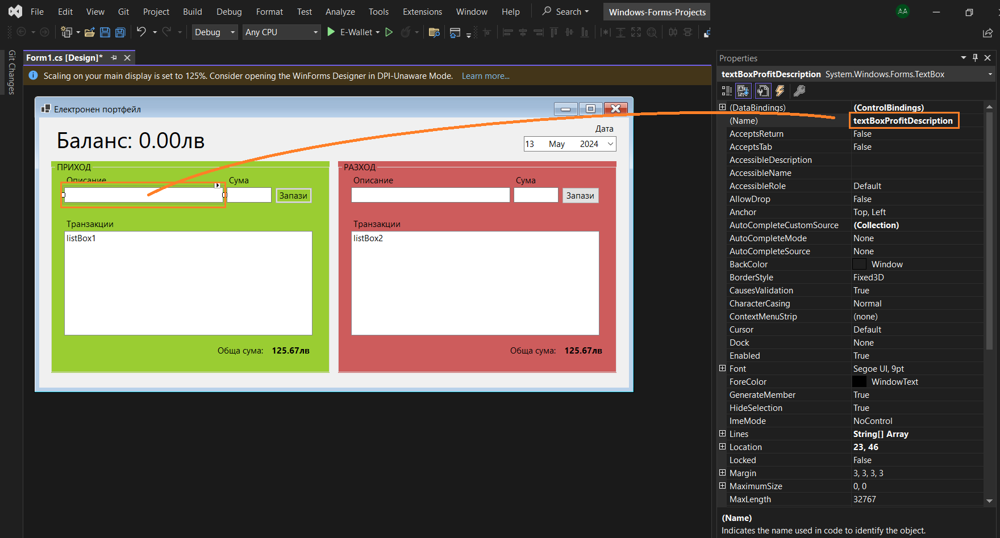 File Edit View Git Project Build Debug Format Test Analyze Tools Extensions Window Help Search Windows-Forms-Projects AA
Debug Any CPU E-Wallet
Git Changes
Form1.cs [Design]*
Scaling on your main display is set to 125%. Consider opening the WinForms Designer in DPI-Unaware Mode. Learn more...
Електронен портфейл
Баланс: 0.00лв
Дата
13 May 2024
ПРИХОД
Описание Сума
Запази
Транзакции
listBox1
Обща сума: 125.67лв
РАЗХОД
Описание Сума
Запази
Транзакции
listBox2
Обща сума: 125.67лв
Properties
textBoxProfitDescription System.Windows.Forms.TextBox
(DataBindings) (ControlBindings)
(Name) textBoxProfitDescription
AcceptsReturn False
AcceptsTab False
AccessibleDescription
AccessibleName
AccessibleRole Default
AllowDrop False
Anchor Top, Left
AutoCompleteCustomSource (Collection)
AutoCompleteMode None
AutoCompleteSource None
BackColor Window
BorderStyle Fixed3D
CausesValidation True
CharacterCasing Normal
ContextMenuStrip (none)
Cursor Default
Dock None
Enabled True
Font Segoe UI, 9pt
ForeColor WindowText
GenerateMember True
HideSelection True
ImeMode NoControl
Lines String[] Array
Location 23, 46
Locked False
Margin 3, 3, 3, 3
MaximumSize 0, 0
MaxLength 32767
(Name)
Indicates the name used in code to identify the object.